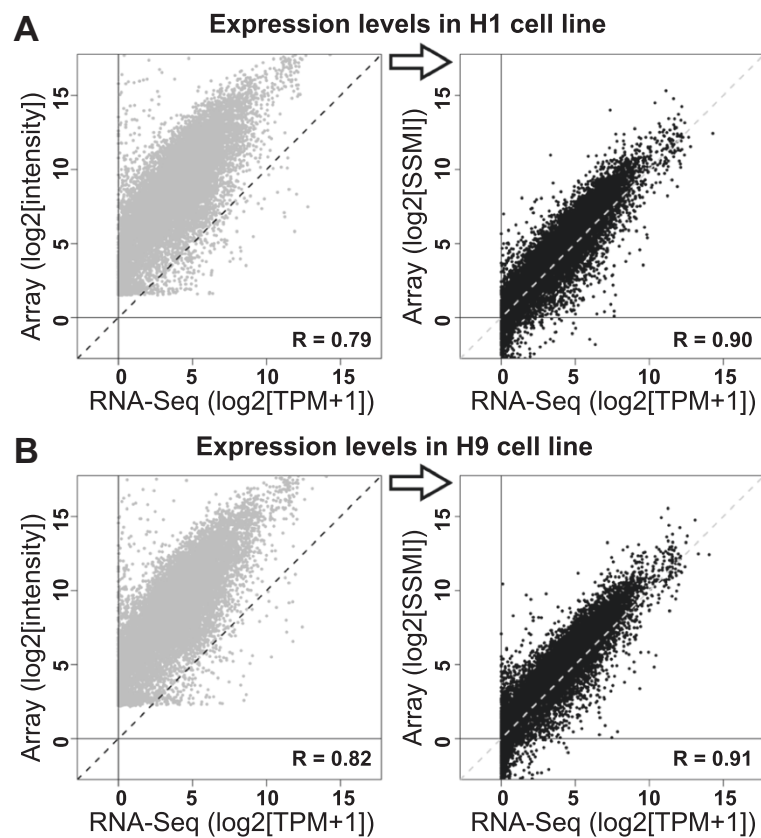 A
Expression levels in H1 cell line
Array (log2[intensity])
15
10
5
0
R = 0.79
0 5 10 15
RNA-Seq (log2[TPM+1])
Array (log2[SSMI])
15
10
5
0
R = 0.90
0 5 10 15
RNA-Seq (log2[TPM+1])
B
Expression levels in H9 cell line
Array (log2[intensity])
15
10
5
0
R = 0.82
0 5 10 15
RNA-Seq (log2[TPM+1])
Array (log2[SSMI])
15
10
5
0
R = 0.91
0 5 10 15
RNA-Seq (log2[TPM+1])